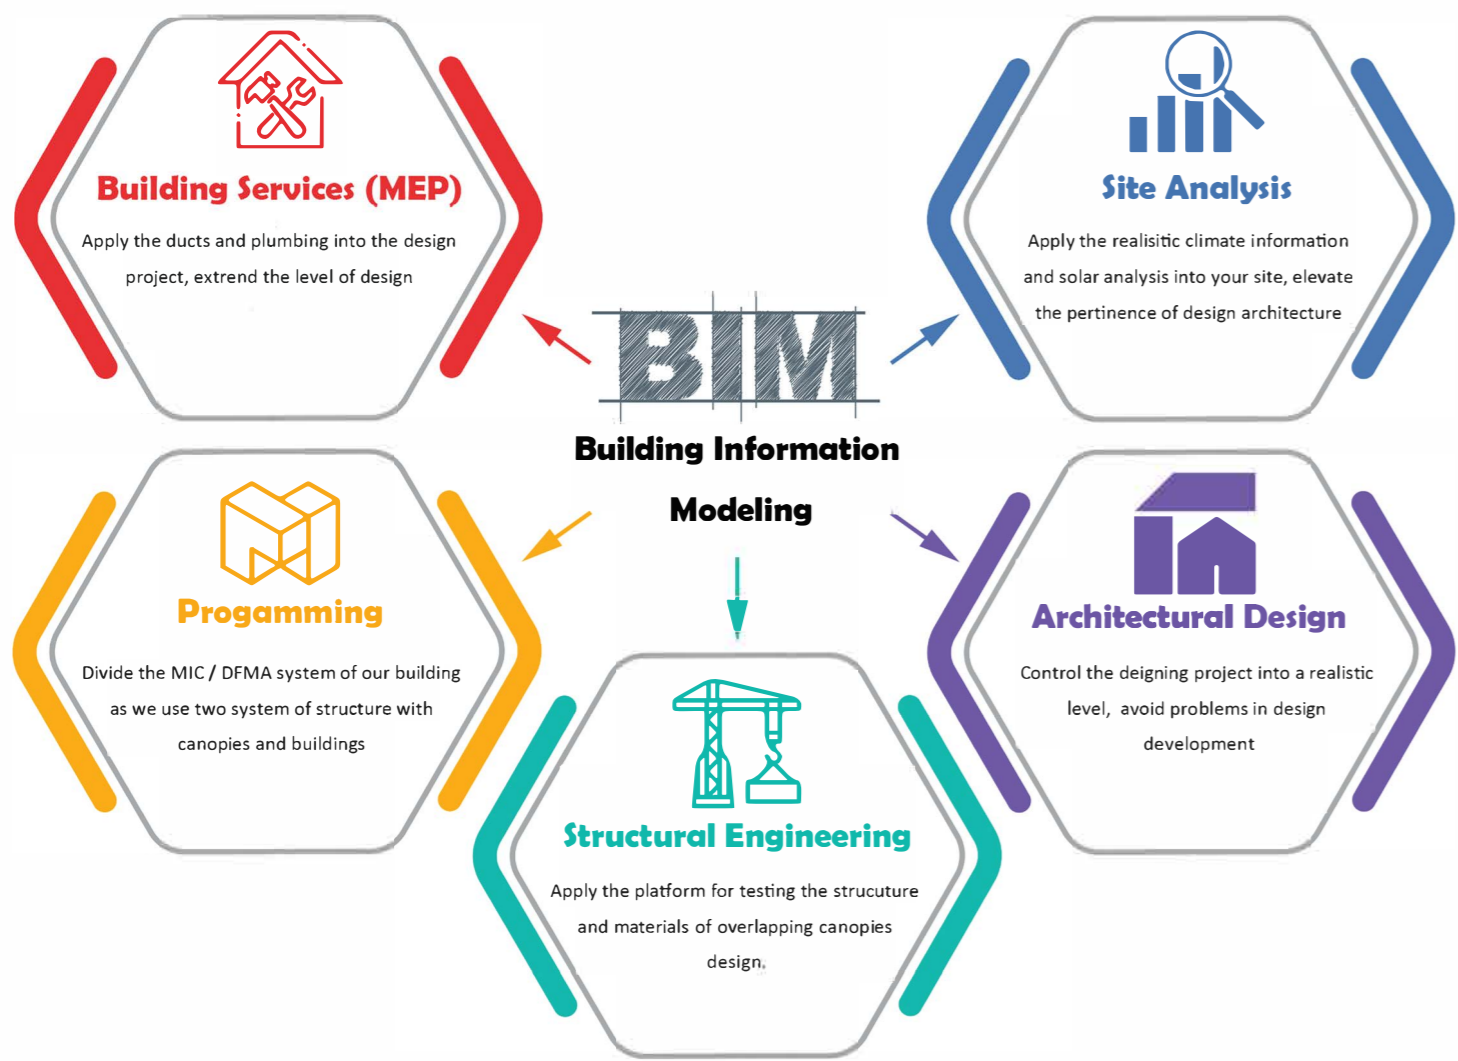 Building Services (MEP)
Apply the ducts and plumbing into the design
project, extrend the level of design
Site Analysis
Apply the realisitic climate information
and solar analysis into your site, elevate
the pertinence of design architecture
BIM
Building Information
Modeling
Progamming
Divide the MIC / DFMA system of our building
as we use two system of structure with
canopies and buildings
Architectural Design
Control the deigning project into a realistic
level, avoid problems in design
development
Structural Engineering
Apply the platform for testing the strucuture
and materials of overlapping canopies
design.